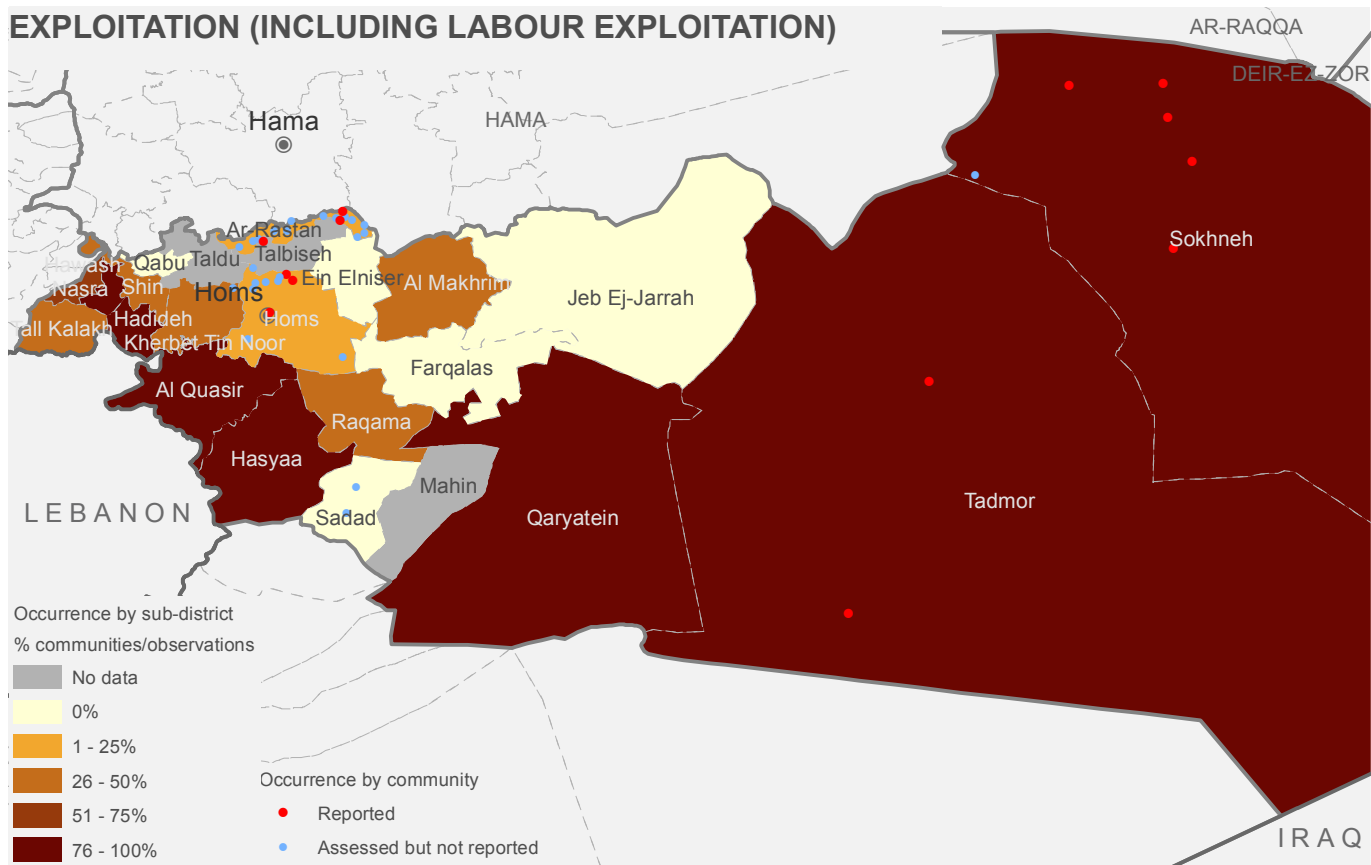 EXPLOITATION (INCLUDING LABOUR EXPLOITATION)
AR-RAQQA
DEIR-EZ-ZOR
Hama
HAMA
Ar-Rastan
Sokhneh
Qabu
Taldu
Talbiseh
Hawash
Ein Elniser
Al Makhrim
Nasra
Shin
Homs
Jeb Ej-Jarrah
Hadideh
Homs
Tall Kalakh
Kherbet Tin Noor
Farqalas
Al Quasir
Raqama
Hasyaa
Mahin
Tadmor
LEBANON
Sadad
Qaryatein
Occurrence by sub-district
% communities/observations
No data
0%
1 - 25%
26 - 50%
51 - 75%
76 - 100%
Occurrence by community
Reported
Assessed but not reported
IRAQ